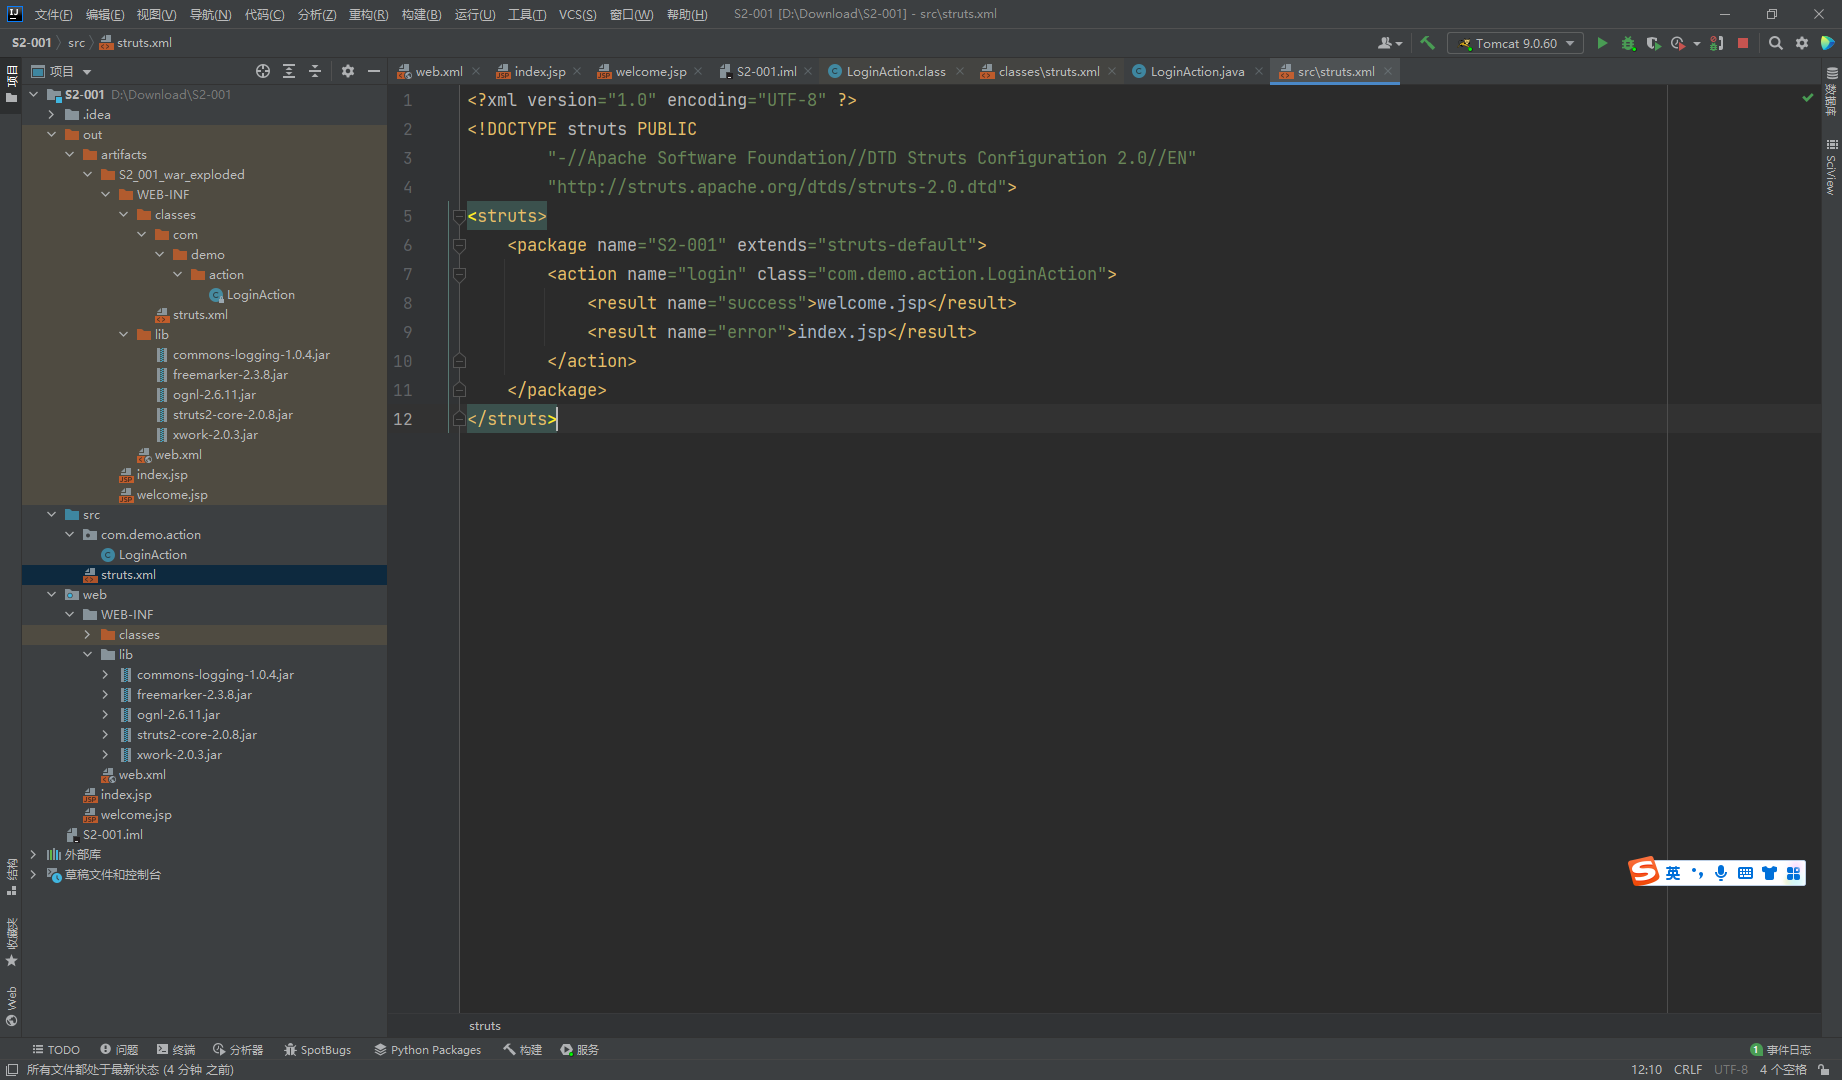 文件(F) 编辑(E) 视图(V) 导航(N) 代码(C) 分析(Z) 重构(R) 构建(B) 运行(U) 工具(T) VCS(S) 窗口(W) 帮助(H) S2-001 [D:\Download\S2-001] - src\struts.xml
S2-001 src struts.xml Tomcat 9.0.60
项目 web.xml index.jsp welcome.jsp S2-001.iml LoginAction.class classes\struts.xml LoginAction.java src\struts.xml
项目
S2-001 D:\Download\S2-001
.idea
out
artifacts
S2_001_war_exploded
WEB-INF
classes
com
demo
action
LoginAction
struts.xml
lib
commons-logging-1.0.4.jar
freemarker-2.3.8.jar
ognl-2.6.11.jar
struts2-core-2.0.8.jar
xwork-2.0.3.jar
web.xml
index.jsp
welcome.jsp
src
com.demo.action
LoginAction
struts.xml
web
WEB-INF
classes
lib
commons-logging-1.0.4.jar
freemarker-2.3.8.jar
ognl-2.6.11.jar
struts2-core-2.0.8.jar
xwork-2.0.3.jar
web.xml
index.jsp
welcome.jsp
S2-001.iml
外部库
草稿文件和控制台
结构
收藏夹
Web
1 <?xml version="1.0" encoding="UTF-8" ?>
2 <!DOCTYPE struts PUBLIC
3 "-//Apache Software Foundation//DTD Struts Configuration 2.0//EN"
4 "http://struts.apache.org/dtds/struts-2.0.dtd">
5 <struts>
6 <package name="S2-001" extends="struts-default">
7 <action name="login" class="com.demo.action.LoginAction">
8 <result name="success">welcome.jsp</result>
9 <result name="error">index.jsp</result>
10 </action>
11 </package>
12 </struts>
数据库
SciView
英
struts
TODO 问题 终端 分析器 SpotBugs Python Packages 构建 服务 1 事件日志
所有文件都处于最新状态 (4 分钟 之前) 12:10 CRLF UTF-8 4 个空格